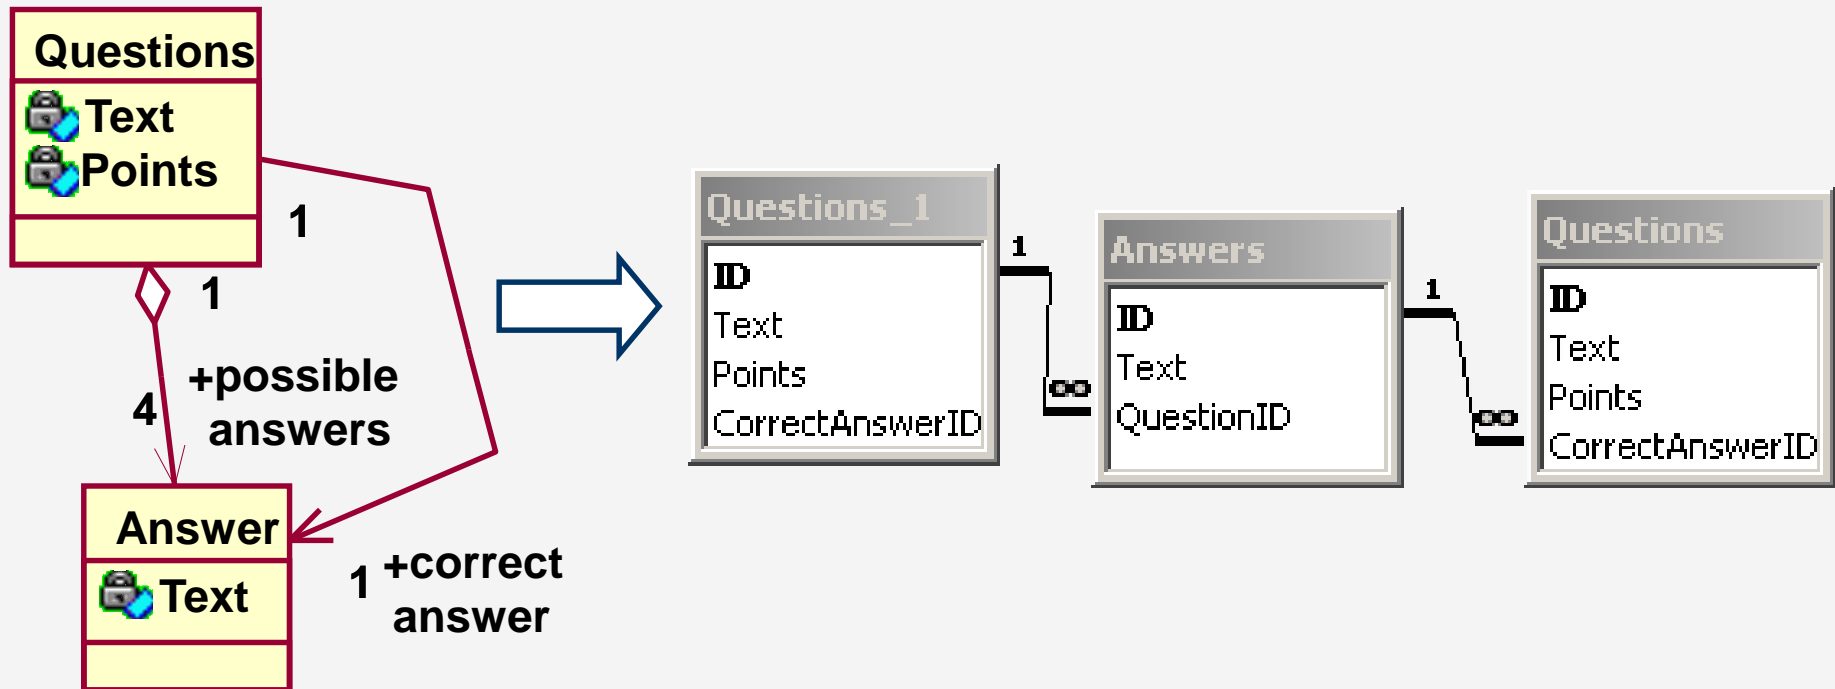 Questions
Text
Points
1
1
+possible
answers
4
Answer
Text
1
+correct
answer
Questions_1
ID
Text
Points
CorrectAnswerID
1
∞
Answers
ID
Text
QuestionID
1
∞
Questions
ID
Text
Points
CorrectAnswerID